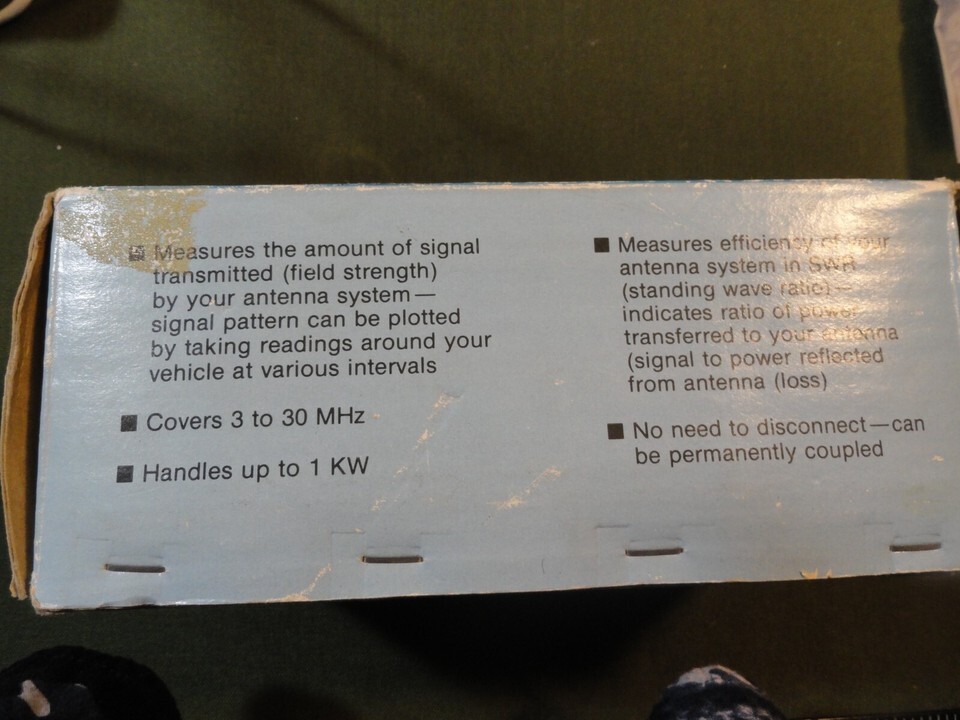 ■ Measures the amount of signal
transmitted (field strength)
by your antenna system—
signal pattern can be plotted
by taking readings around your
vehicle at various intervals
■ Covers 3 to 30 MHz
■ Handles up to 1 KW
■ Measures efficiency of your
antenna system in SWR
(standing wave ratio)—
indicates ratio of power
transferred to your antenna
(signal to power reflected
from antenna (loss)
■ No need to disconnect—can
be permanently coupled